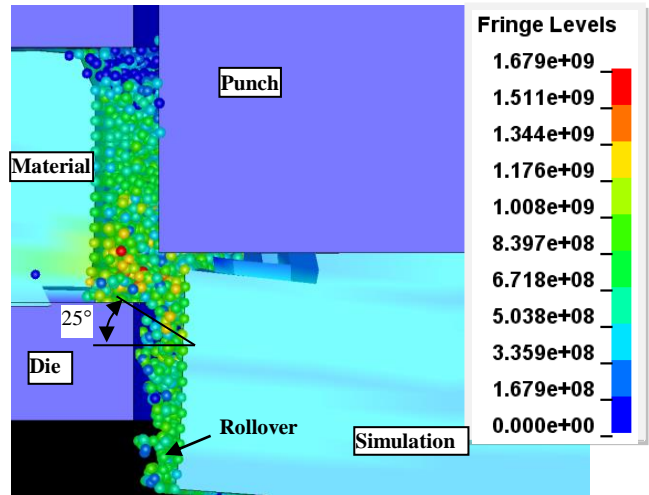 Fringe Levels
1.679e+09
1.511e+09
1.344e+09
1.176e+09
1.008e+09
8.397e+08
6.718e+08
5.038e+08
3.359e+08
1.679e+08
0.000e+00
Punch
Material
25°
Die
Rollover
Simulation